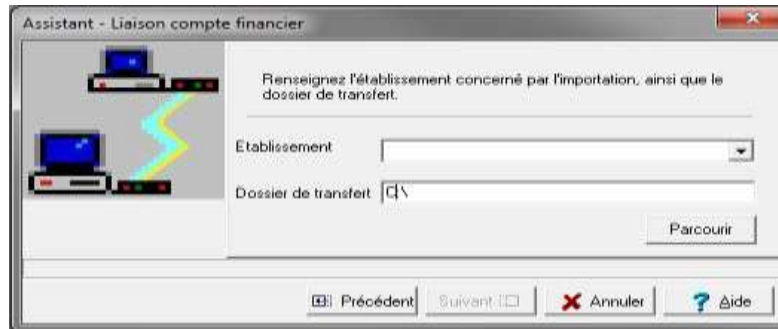 Assistant - Liaison compte financier
Renseignez l'établissement concerné par l'importation, ainsi que le
dossier de transfert.
Etablissement
Dossier de transfert C:\
Parcourir
Précédent Suivant Annuler Aide